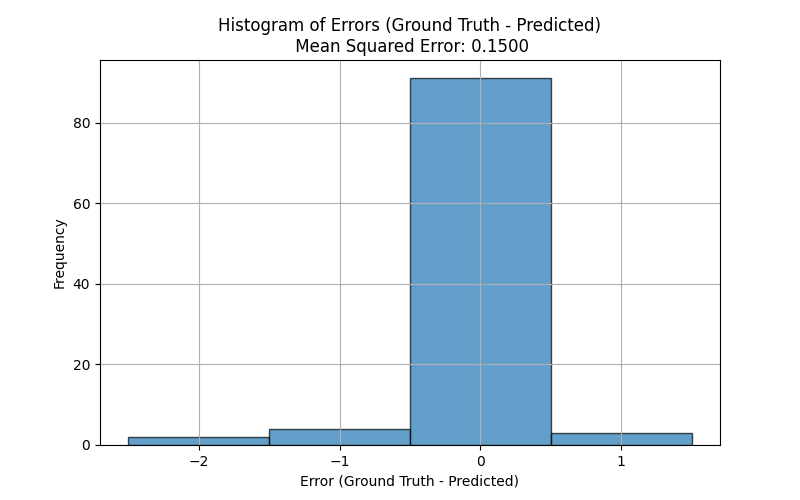 Histogram of Errors (Ground Truth - Predicted)
Mean Squared Error: 0.1500
Frequency
80
60
40
20
0
−2
−1
0
1
Error (Ground Truth - Predicted)